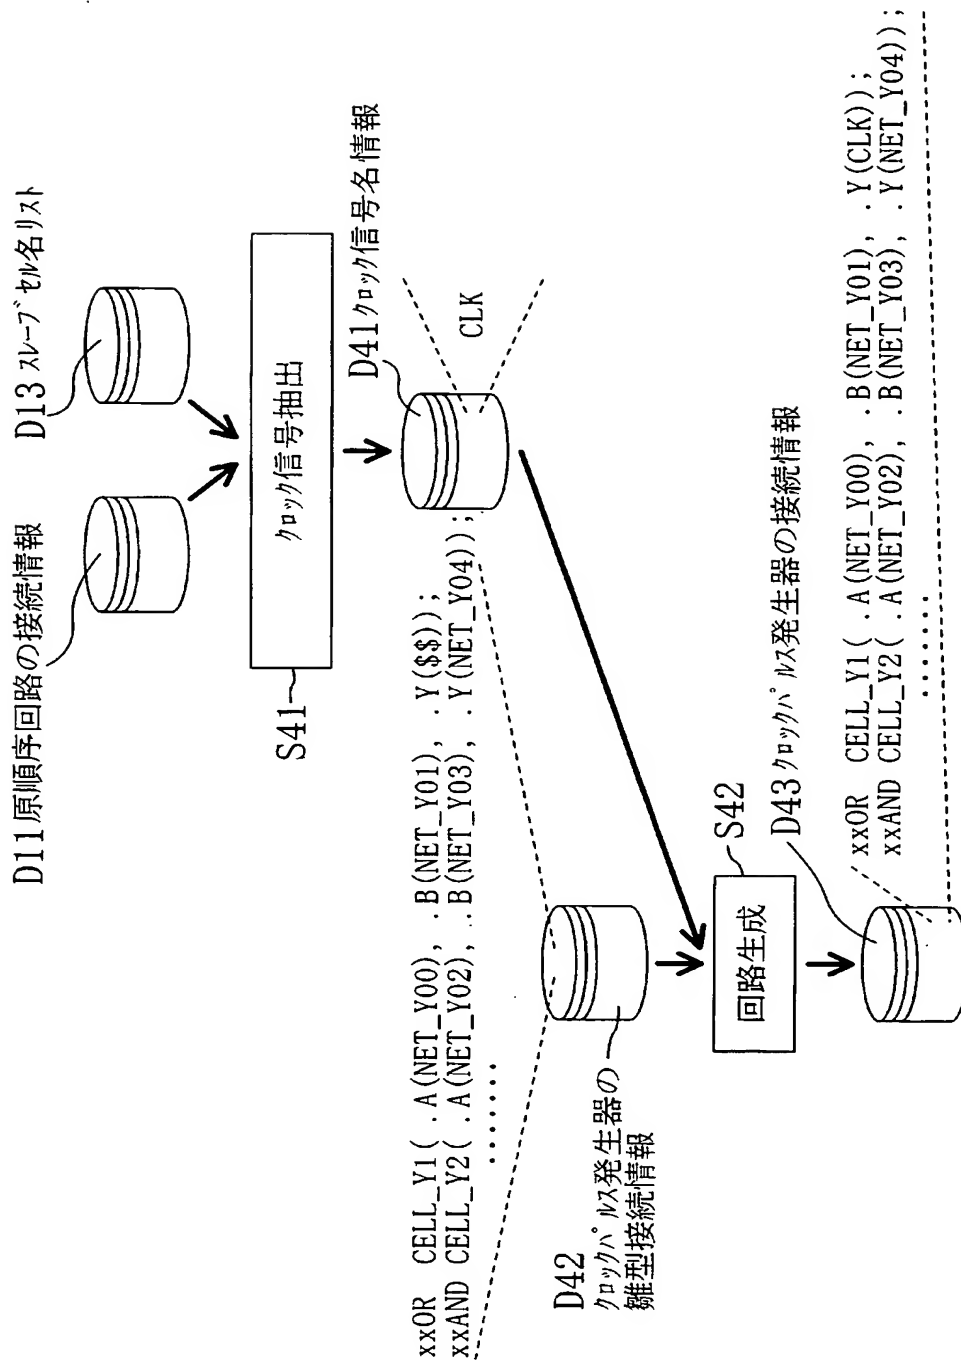 D11原順序回路の接続情報
D13 スレーブセル名リスト
クロック信号抽出
S41
D41クロック信号名情報
CLK
xxOR CELL_Y1( .A(NET_Y00), .B(NET_Y01), .Y($$));
xxAND CELL_Y2( .A(NET_Y02), .B(NET_Y03), .Y(NET_Y04));
.......
D42
クロックパルス発生器の
雛型接続情報
回路生成
S42
D43クロックパルス発生器の接続情報
xxOR CELL_Y1( .A(NET_Y00), .B(NET_Y01), .Y(CLK));
xxAND CELL_Y2( .A(NET_Y02), .B(NET_Y03), .Y(NET_Y04));
.......